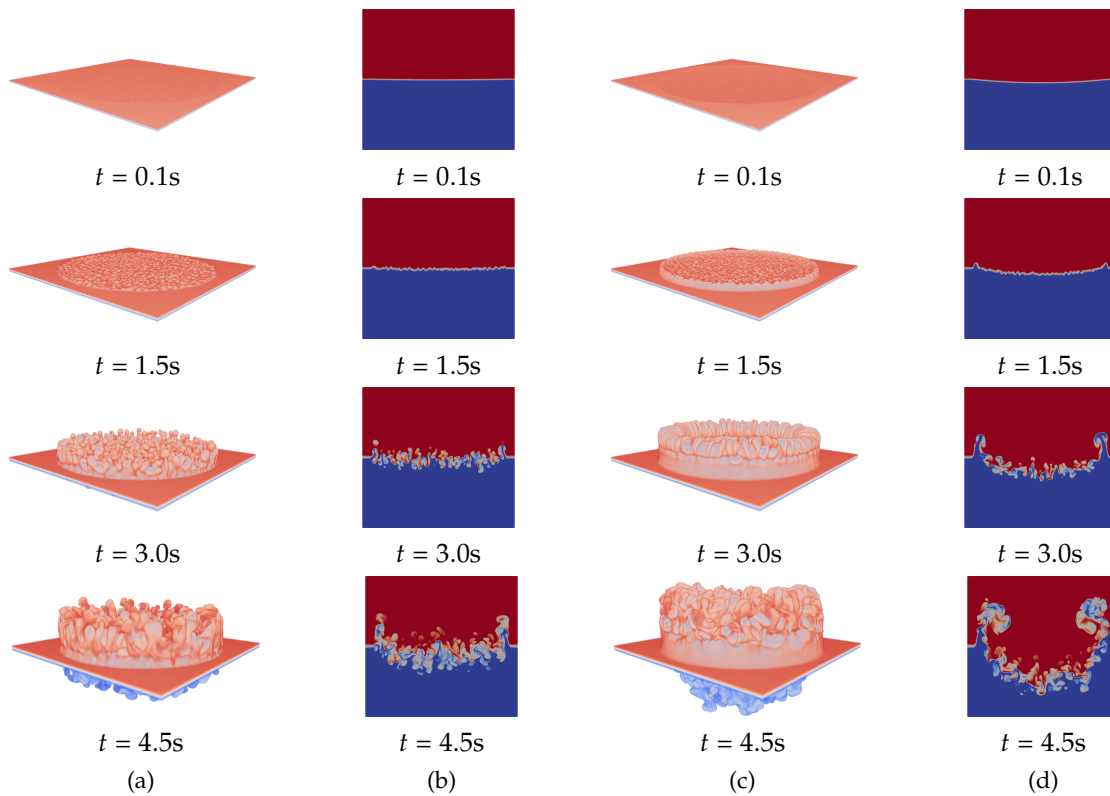 t = 0.1s t = 0.1s t = 0.1s t = 0.1s
t = 1.5s t = 1.5s t = 1.5s t = 1.5s
t = 3.0s t = 3.0s t = 3.0s t = 3.0s
t = 4.5s t = 4.5s t = 4.5s t = 4.5s
(a) (b) (c) (d)